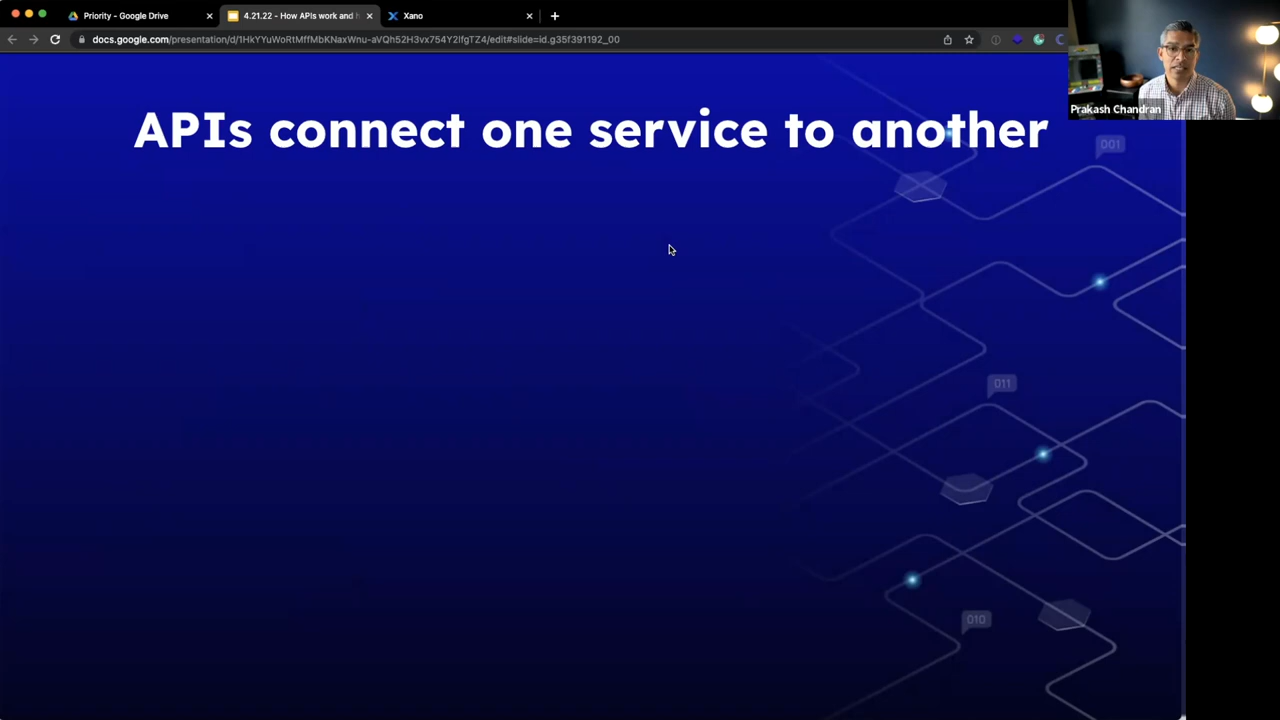 Priority - Google Drive
4.21.22 - How APIs work and h
Xano
docs.google.com/presentation/d/1HkYYuWoRtMffMbKNaxWnu-aVQh52H3vx754Y2IfgTZ4/edit#slide=id.g35f391192_00
Prakash Chandran
APIs connect one service to another
001
011
010